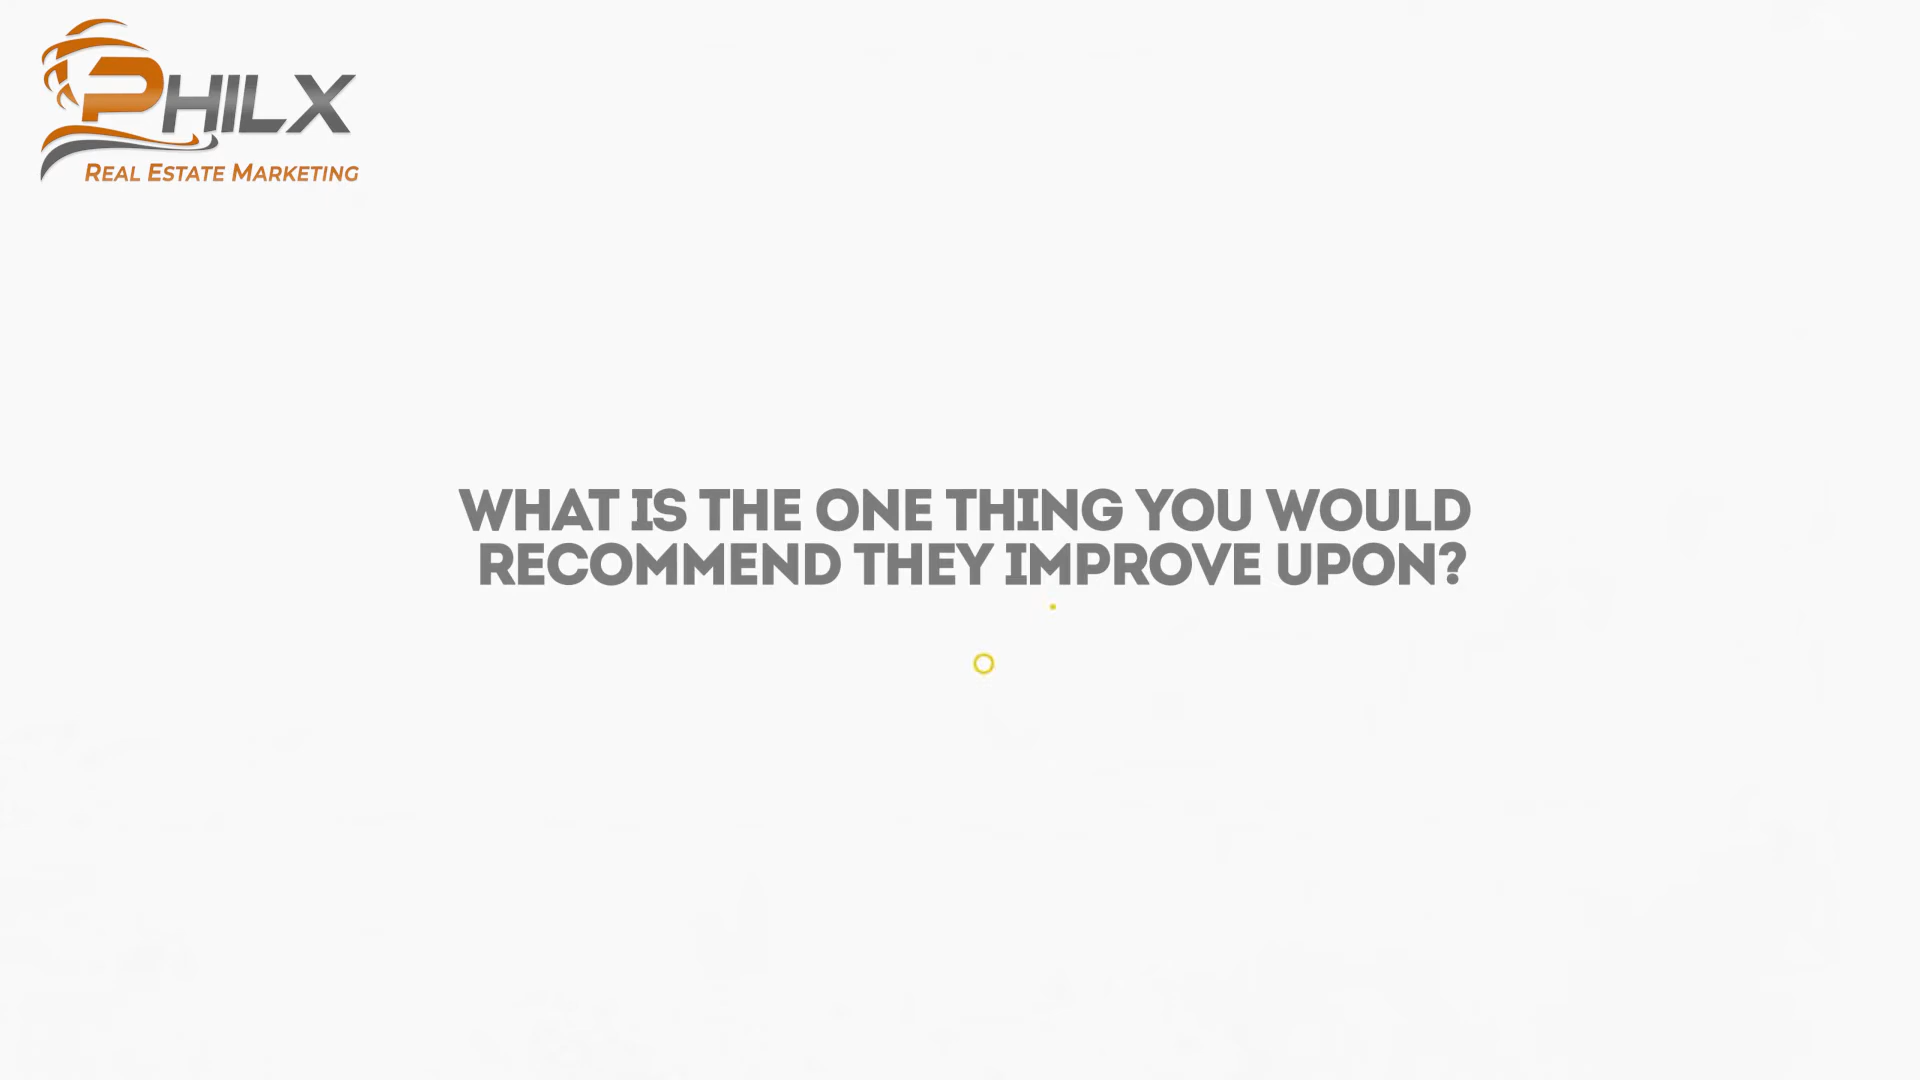 PHILX
REAL ESTATE MARKETING
WHAT IS THE ONE THING YOU WOULD
RECOMMEND THEY IMPROVE UPON?